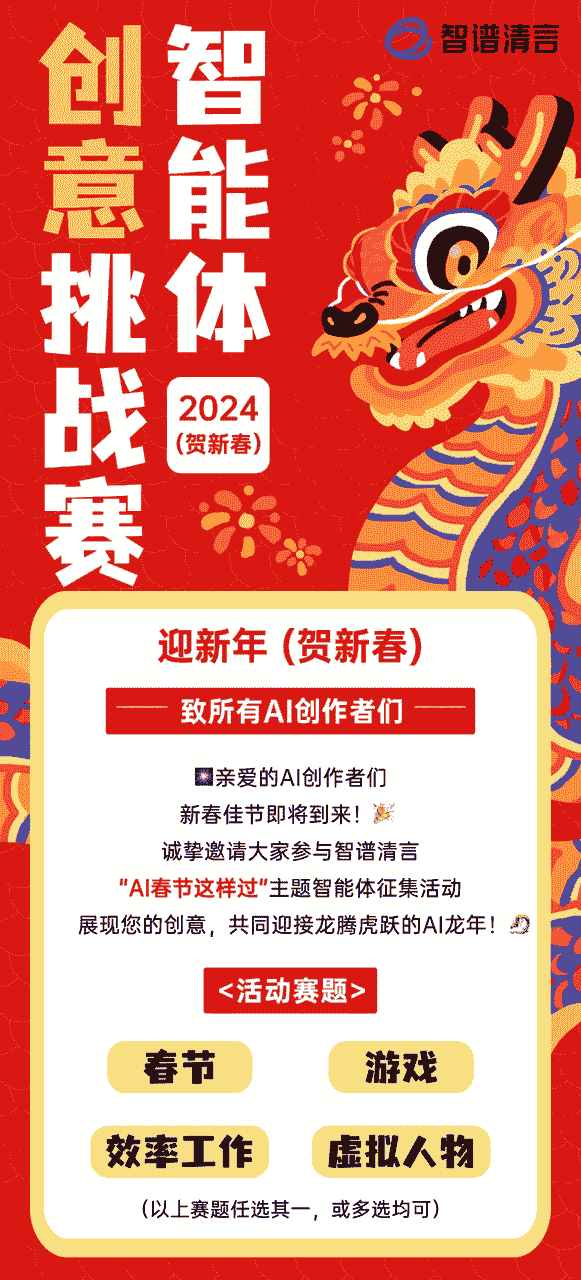 智谱清言
智能体
创意挑战赛
2024
（贺新春）
迎新年（贺新春）
致所有AI创作者们
🎆亲爱的AI创作者们
新春佳节即将到来！🎉
诚挚邀请大家参与智谱清言
“AI春节这样过”主题智能体征集活动
展现您的创意，共同迎接龙腾虎跃的AI龙年！🐉
<活动赛题>
春节
游戏
效率工作
虚拟人物
（以上赛题任选其一，或多选均可）